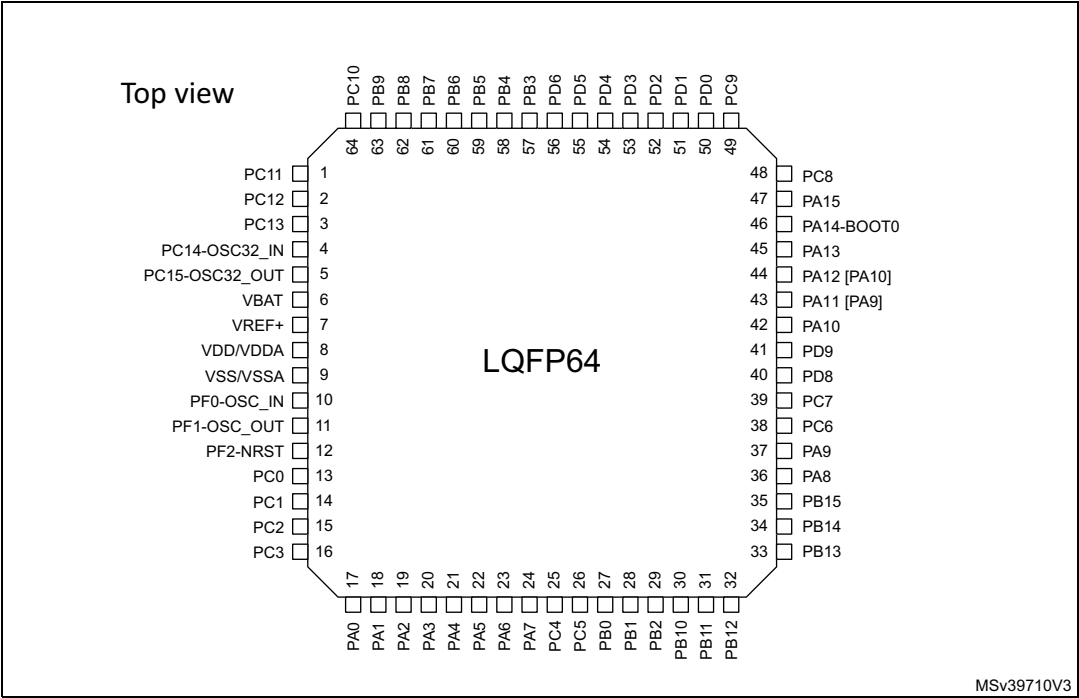 Top view
PC10
PB9
PB8
PB7
PB6
PB5
PB4
PB3
PD6
PD5
PD4
PD3
PD2
PD1
PD0
PC9
64
63
62
61
60
59
58
57
56
55
54
53
52
51
50
49
PC11 1
PC12 2
PC13 3
PC14-OSC32_IN 4
PC15-OSC32_OUT 5
VBAT 6
VREF+ 7
VDD/VDDA 8
VSS/VSSA 9
PF0-OSC_IN 10
PF1-OSC_OUT 11
PF2-NRST 12
PC0 13
PC1 14
PC2 15
PC3 16
LQFP64
48 PC8
47 PA15
46 PA14-BOOT0
45 PA13
44 PA12 [PA10]
43 PA11 [PA9]
42 PA10
41 PD9
40 PD8
39 PC7
38 PC6
37 PA9
36 PA8
35 PB15
34 PB14
33 PB13
17
18
19
20
21
22
23
24
25
26
27
28
29
30
31
32
PA0
PA1
PA2
PA3
PA4
PA5
PA6
PA7
PC4
PC5
PB0
PB1
PB2
PB10
PB11
PB12
MSv39710V3